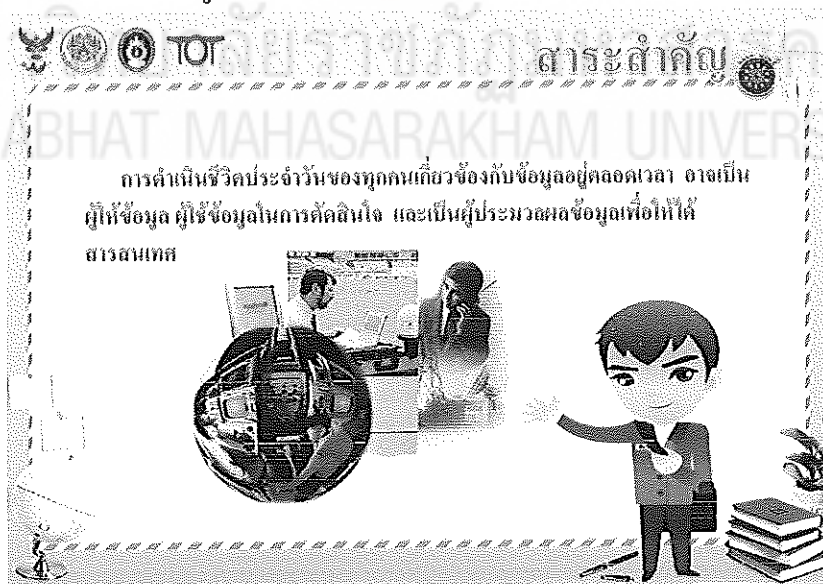 TOT
สาระสำคัญ
ABHAT MAHASARAKHAM UNIVERS
การดำเนินชีวิตประจำวันของทุกคนเกี่ยวข้องกับข้อมูลอยู่ตลอดเวลา อาจเป็น
ผู้ให้ข้อมูล ผู้ใช้ข้อมูลในการตัดสินใจ และเป็นผู้ประมวลผลข้อมูลเพื่อให้ได้
สารสนเทศ